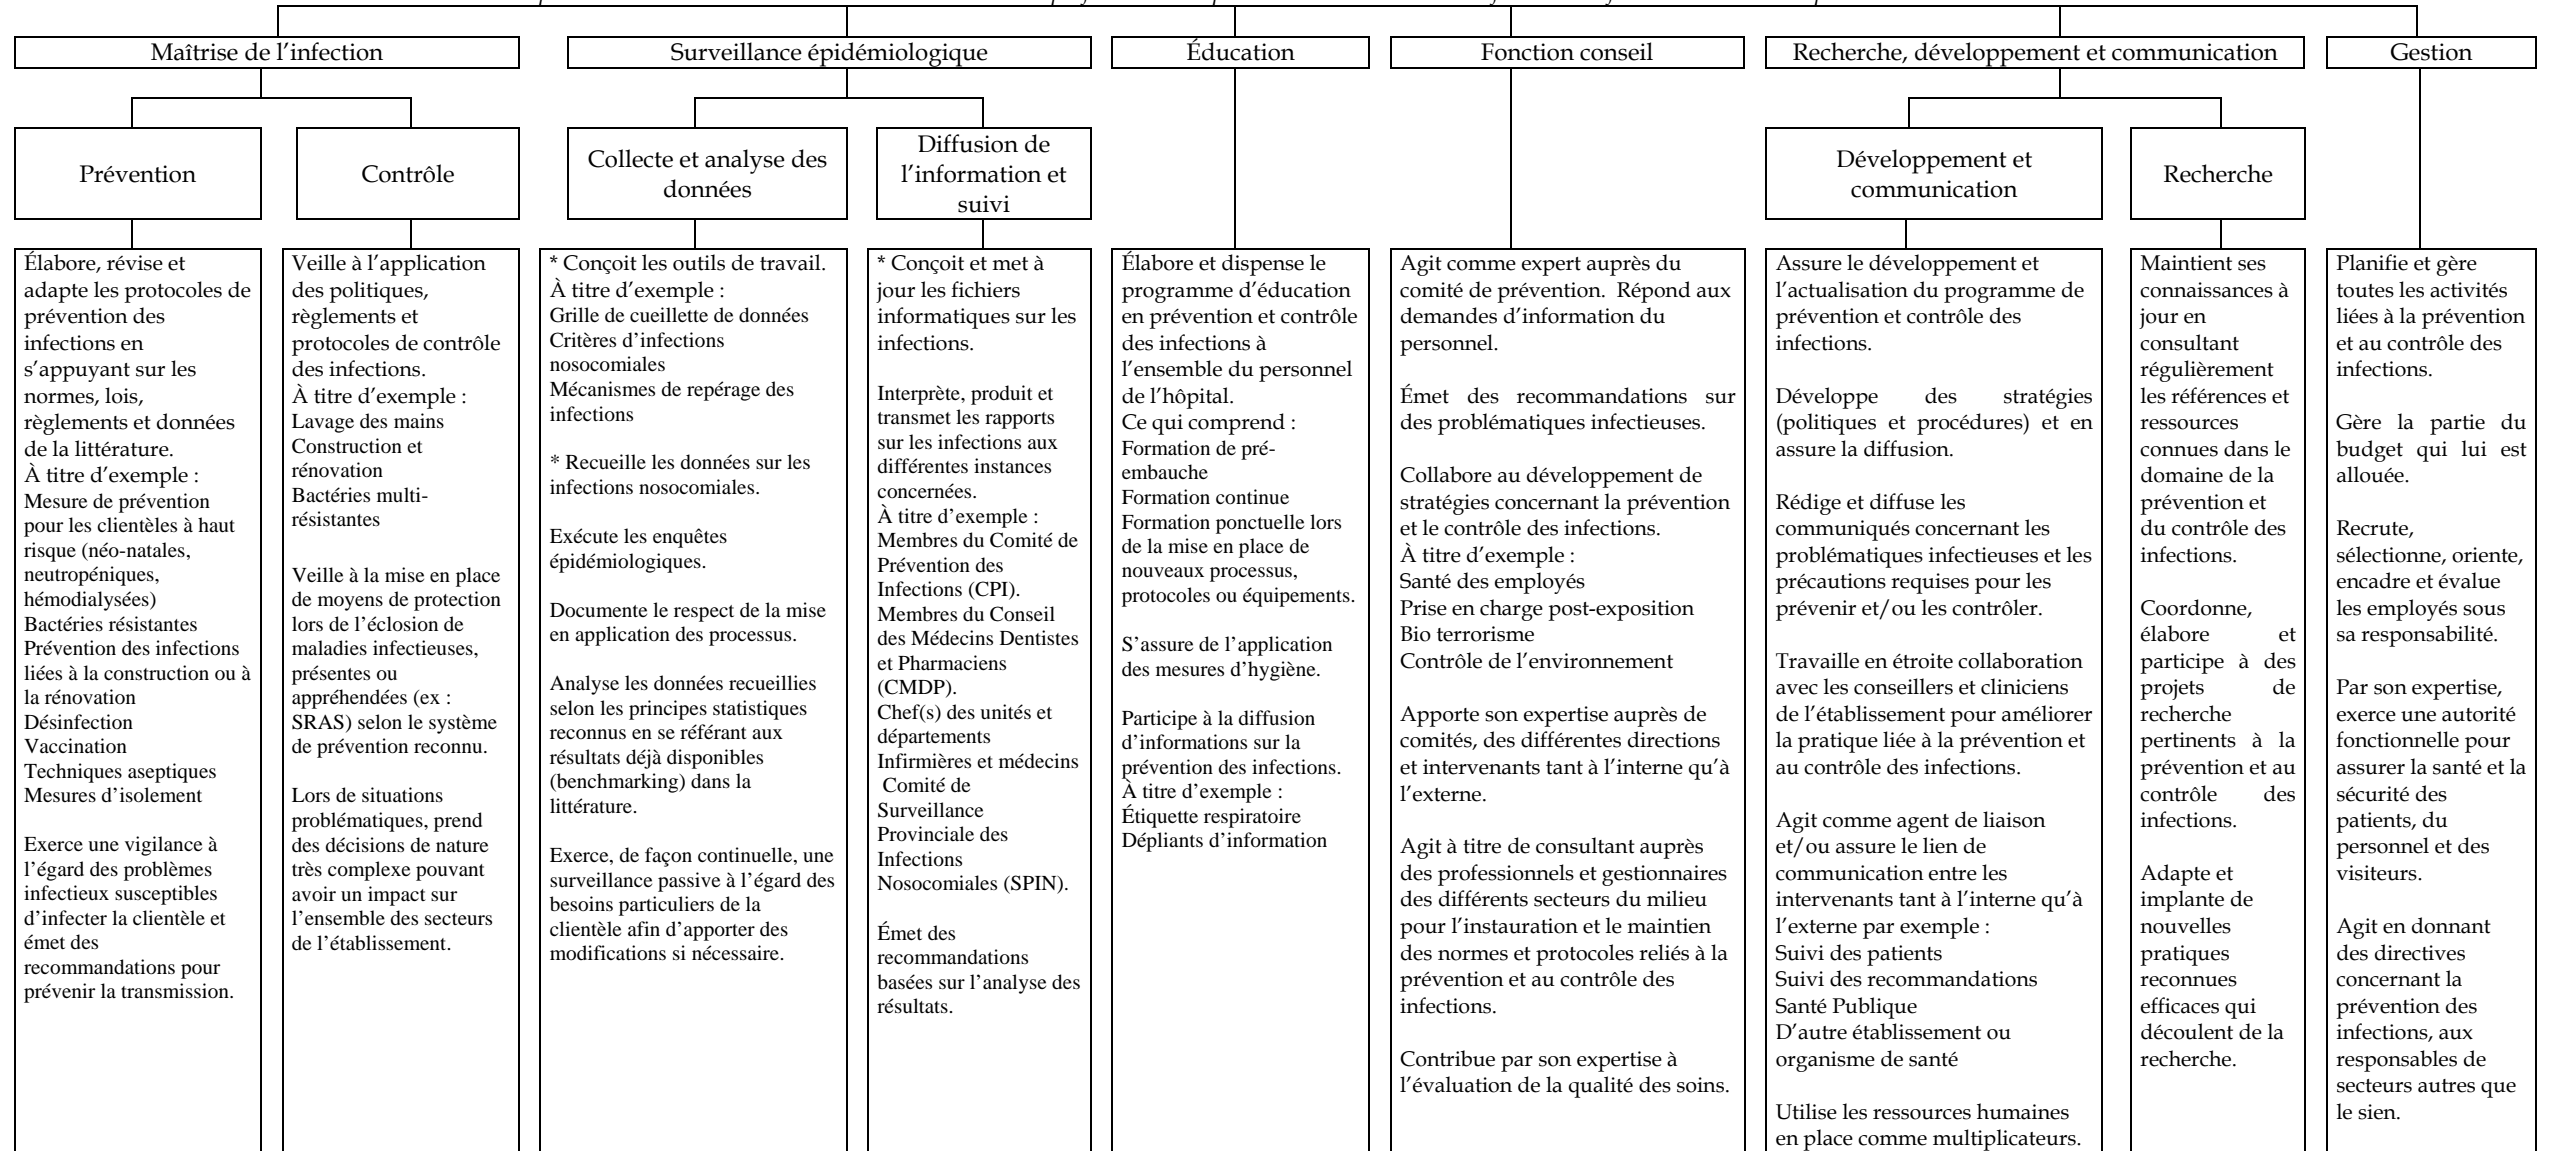 Maîtrise de l’infection
Surveillance épidémiologique
Éducation
Fonction conseil
Recherche, développement et communication
Gestion
Prévention
Contrôle
Collecte et analyse des
données
Diffusion de
l’information et
suivi
Développement et
communication
Recherche
Élabore, révise et
adapte les protocoles de
prévention des
infections en
s’appuyant sur les
normes, lois,
règlements et données
de la littérature.
À titre d’exemple :
Mesure de prévention
pour les clientèles à haut
risque (néo-natales,
neutropéniques,
hémodialysées)
Bactéries résistantes
Prévention des infections
liées à la construction ou à
la rénovation
Désinfection
Vaccination
Techniques aseptiques
Mesures d’isolement
Exerce une vigilance à
l’égard des problèmes
infectieux susceptibles
d’infecter la clientèle et
émet des
recommandations pour
prévenir la transmission.
Veille à l’application
des politiques,
règlements et
protocoles de contrôle
des infections.
À titre d’exemple :
Lavage des mains
Construction et
rénovation
Bactéries multi-
résistantes
Veille à la mise en place
de moyens de protection
lors de l’éclosion de
maladies infectieuses,
présentes ou
appréhendées (ex :
SRAS) selon le système
de prévention reconnu.
Lors de situations
problématiques, prend
des décisions de nature
très complexe pouvant
avoir un impact sur
l’ensemble des secteurs
de l’établissement.
* Conçoit les outils de travail.
À titre d’exemple :
Grille de cueillette de données
Critères d’infections
nosocomiales
Mécanismes de repérage des
infections
* Recueille les données sur les
infections nosocomiales.
Exécute les enquêtes
épidémiologiques.
Documente le respect de la mise
en application des processus.
Analyse les données recueillies
selon les principes statistiques
reconnus en se référant aux
résultats déjà disponibles
(benchmarking) dans la
littérature.
Exerce, de façon continuelle, une
surveillance passive à l’égard des
besoins particuliers de la
clientèle afin d’apporter des
modifications si nécessaire.
* Conçoit et met à
jour les fichiers
informatiques sur les
infections.
Interprète, produit et
transmet les rapports
sur les infections aux
différentes instances
concernées.
À titre d’exemple :
Membres du Comité de
Prévention des
Infections (CPI).
Membres du Conseil
des Médecins Dentistes
et Pharmaciens
(CMDP).
Chef(s) des unités et
départements
Infirmières et médecins
Comité de
Surveillance
Provinciale des
Infections
Nosocomiales (SPIN).
Émet des
recommandations
basées sur l’analyse des
résultats.
Élabore et dispense le
programme d’éducation
en prévention et contrôle
des infections à
l’ensemble du personnel
de l’hôpital.
Ce qui comprend :
Formation de pré-
embauche
Formation continue
Formation ponctuelle lors
de la mise en place de
nouveaux processus,
protocoles ou équipements.
S’assure de l’application
des mesures d’hygiène.
Participe à la diffusion
d’informations sur la
prévention des infections.
À titre d’exemple :
Étiquette respiratoire
Dépliants d’information
Agit comme expert auprès du
comité de prévention. Répond aux
demandes d’information du
personnel.
Émet des recommandations sur
des problématiques infectieuses.
Collabore au développement de
stratégies concernant la prévention
et le contrôle des infections.
À titre d’exemple :
Santé des employés
Prise en charge post-exposition
Bio terrorisme
Contrôle de l’environnement
Apporte son expertise auprès de
comités, des différentes directions
et intervenants tant à l’interne qu’à
l’externe.
Agit à titre de consultant auprès
des professionnels et gestionnaires
des différents secteurs du milieu
pour l’instauration et le maintien
des normes et protocoles reliés à la
prévention et au contrôle des
infections.
Contribue par son expertise à
l’évaluation de la qualité des soins.
Assure le développement et
l’actualisation du programme de
prévention et contrôle des
infections.
Développe des stratégies
(politiques et procédures) et en
assure la diffusion.
Rédige et diffuse les
communiqués concernant les
problématiques infectieuses et les
précautions requises pour les
prévenir et/ou les contrôler.
Travaille en étroite collaboration
avec les conseillers et cliniciens
de l’établissement pour améliorer
la pratique liée à la prévention et
au contrôle des infections.
Agit comme agent de liaison
et/ou assure le lien de
communication entre les
intervenants tant à l’interne qu’à
l’externe par exemple :
Suivi des patients
Suivi des recommandations
Santé Publique
D’autre établissement ou
organisme de santé
Utilise les ressources humaines
en place comme multiplicateurs.
Maintient ses
connaissances à
jour en
consultant
régulièrement
les références et
ressources
connues dans le
domaine de la
prévention et
du contrôle des
infections.
Coordonne,
élabore et
participe à des
projets de
recherche
pertinents à la
prévention et au
contrôle des
infections.
Adapte et
implante de
nouvelles
pratiques
reconnues
efficaces qui
découlent de la
recherche.
Planifie et gère
toutes les activités
liées à la prévention
et au contrôle des
infections.
Gère la partie du
budget qui lui est
allouée.
Recrute,
sélectionne, oriente,
encadre et évalue
les employés sous
sa responsabilité.
Par son expertise,
exerce une autorité
fonctionnelle pour
assurer la santé et la
sécurité des
patients, du
personnel et des
visiteurs.
Agit en donnant
des directives
concernant la
prévention des
infections, aux
responsables de
secteurs autres que
le sien.